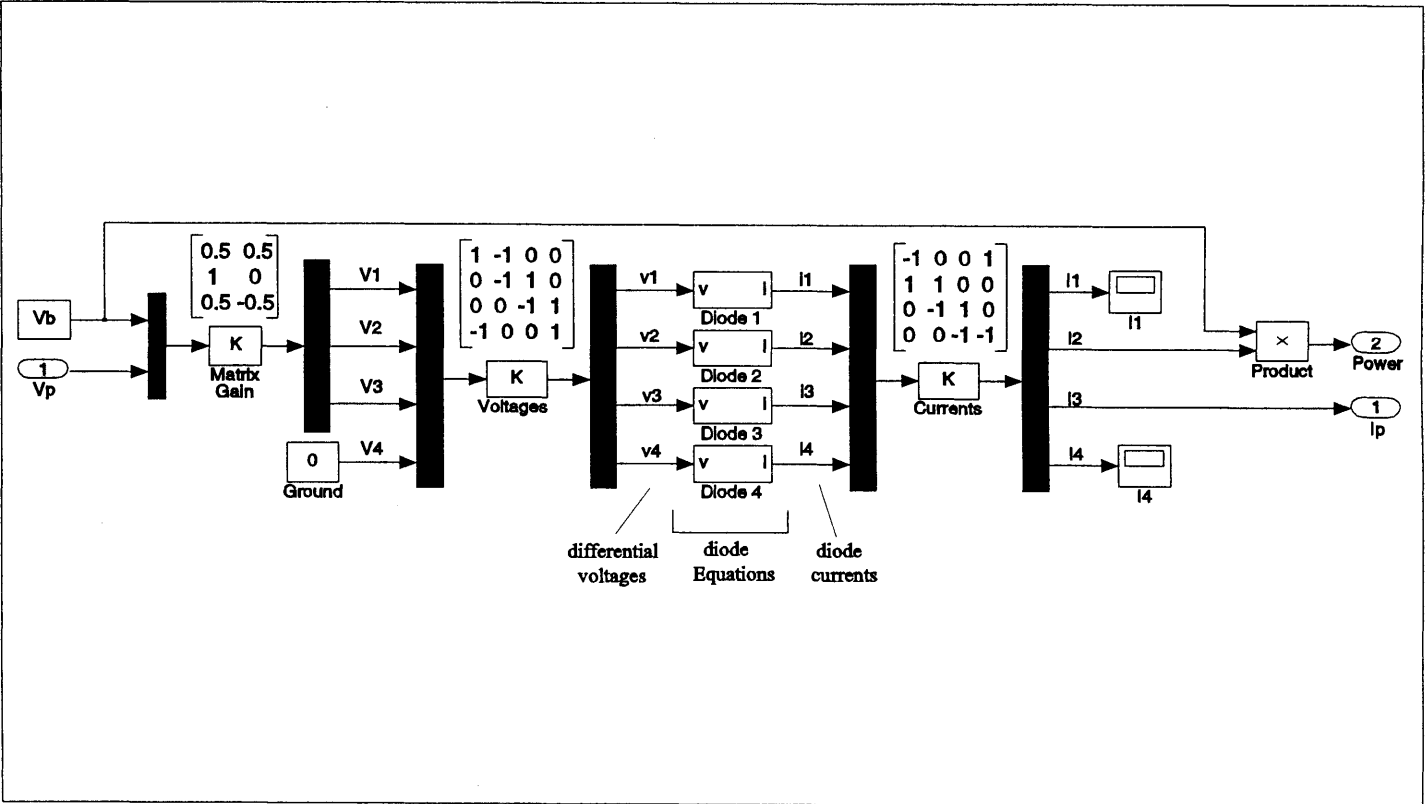 0.5 0.5
1 0
0.5 -0.5
1 -1 0 0
0 -1 1 0
0 0 -1 1
-1 0 0 1
-1 0 0 1
1 1 0 0
0 -1 1 0
0 0 -1 -1
Vb
1
Vp
K
Matrix
Gain
V1
V2
V3
V4
0
Ground
K
Voltages
v1
v2
v3
v4
v I
Diode 1
v I
Diode 2
v I
Diode 3
v I
Diode 4
I1
I2
I3
I4
differential
voltages
diode
Equations
diode
currents
K
Currents
I1
I2
I3
I4
I1
I4
×
Product
2
Power
1
Ip